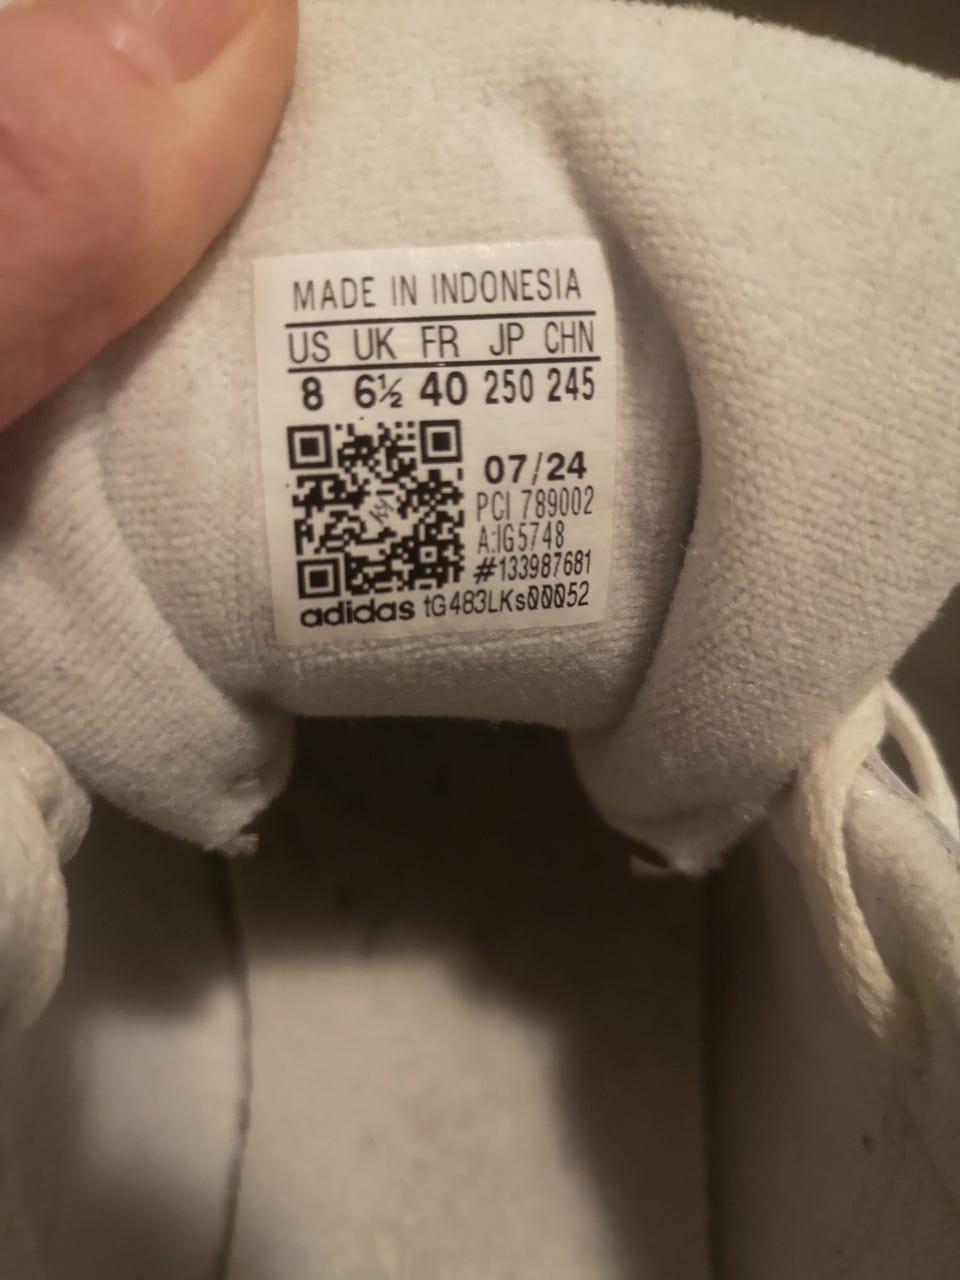 MADE IN INDONESIA
US UK FR JP CHN
8 6½ 40 250 245
07/24
PCI 789002
A:IG5748
#133987681
adidas tG483LKs00052